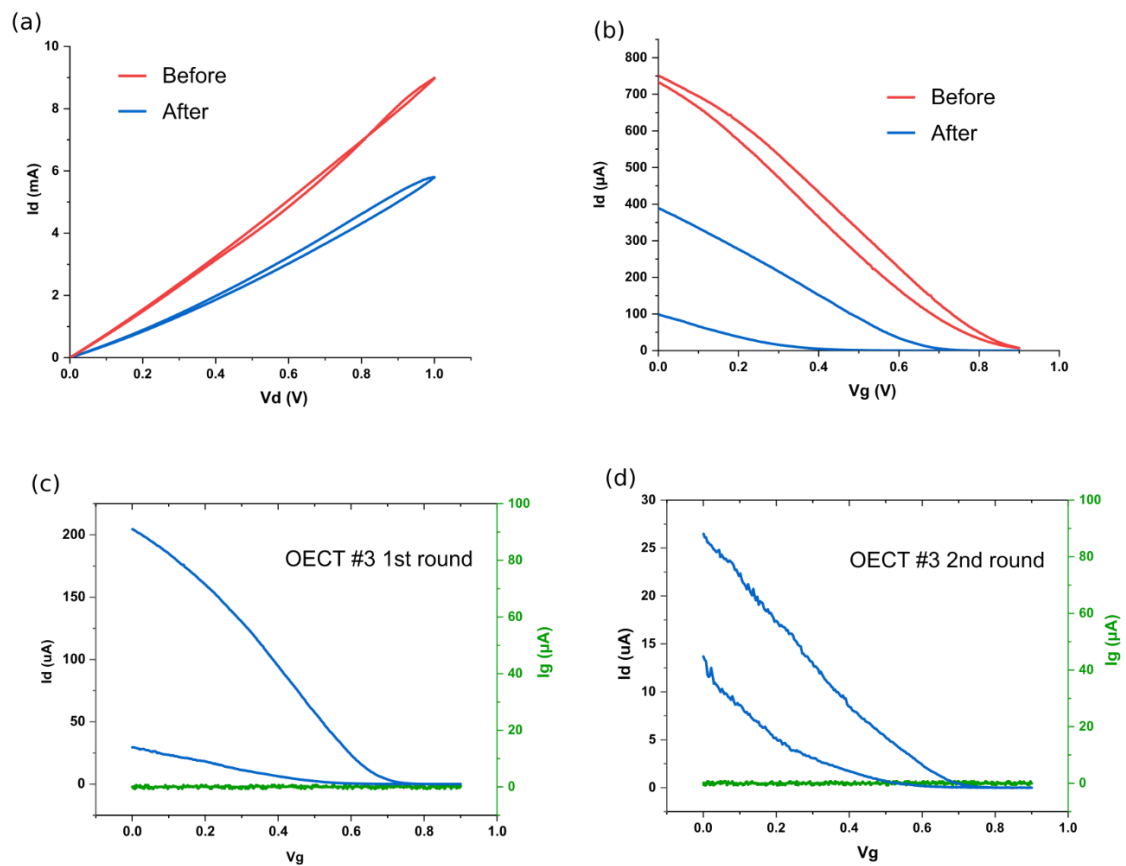 (a)
10
8
6
4
2
0
Id (mA)
Before
After
0.0 0.2 0.4 0.6 0.8 1.0
Vd (V)
(b)
800
700
600
500
400
300
200
100
0
Id (µA)
Before
After
0.0 0.2 0.4 0.6 0.8 1.0
Vg (V)
(c)
200
150
100
50
0
Id (uA)
OECT #3 1st round
100
80
60
40
20
0
Ig (µA)
0.0 0.2 0.4 0.6 0.8 1.0
Vg
(d)
30
25
20
15
10
5
0
Id (uA)
OECT #3 2nd round
100
80
60
40
20
0
Ig (µA)
0.0 0.2 0.4 0.6 0.8 1.0
Vg